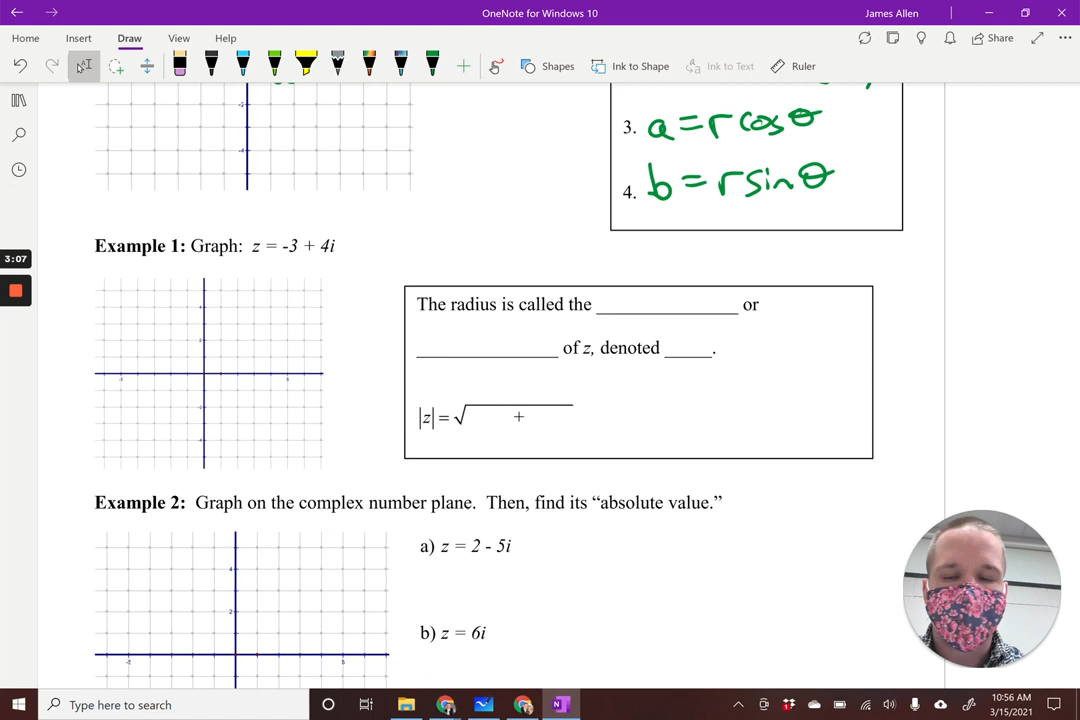 OneNote for Windows 10
James Allen
Home Insert Draw View Help
Share
Shapes Ink to Shape Ink to Text Ruler
3. a = r cos θ
4. b = r sin θ
Example 1: Graph: z = -3 + 4i
3:07
The radius is called the ______________ or
______________ of z, denoted _____.
|z| = √ +
Example 2: Graph on the complex number plane. Then, find its “absolute value.”
a) z = 2 - 5i
b) z = 6i
Type here to search
10:56 AM
3/15/2021